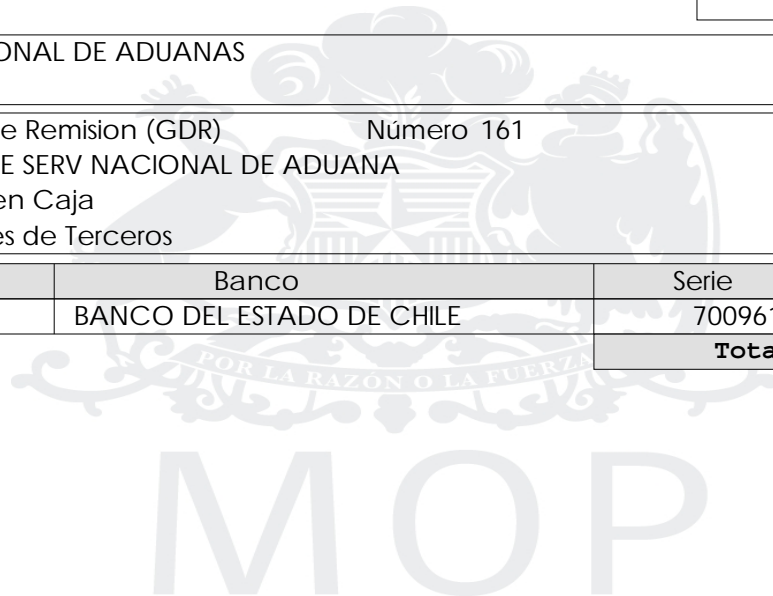 ONAL DE ADUANAS
e Remision (GDR) Número 161
E SERV NACIONAL DE ADUANA
en Caja
es de Terceros
Banco Serie
BANCO DEL ESTADO DE CHILE 700961
Tota
POR LA RAZÓN O LA FUERZA
MOP